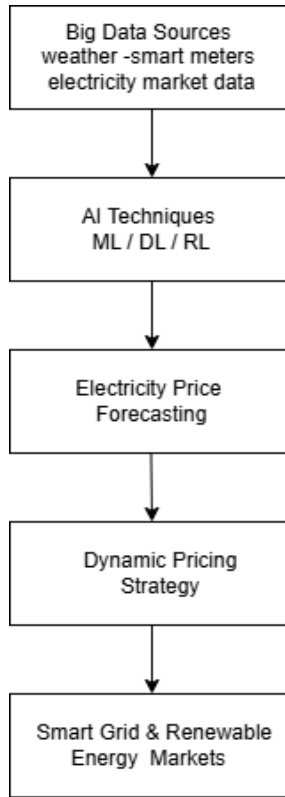 Big Data Sources
weather -smart meters
electricity market data
AI Techniques
ML / DL / RL
Electricity Price
Forecasting
Dynamic Pricing
Strategy
Smart Grid & Renewable
Energy Markets